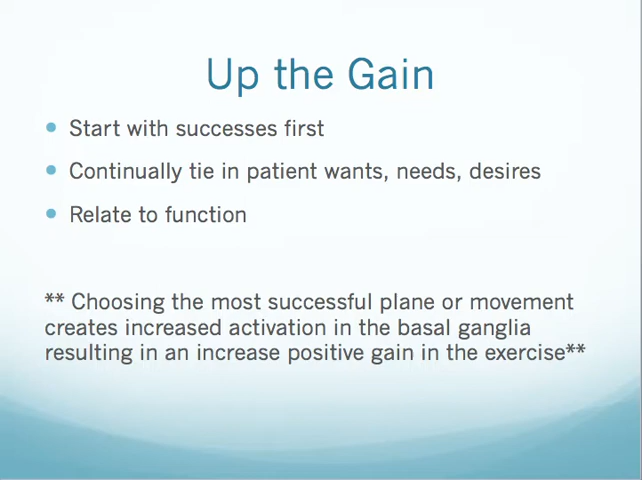 Up the Gain
• Start with successes first
• Continually tie in patient wants, needs, desires
• Relate to function
** Choosing the most successful plane or movement
creates increased activation in the basal ganglia
resulting in an increase positive gain in the exercise**